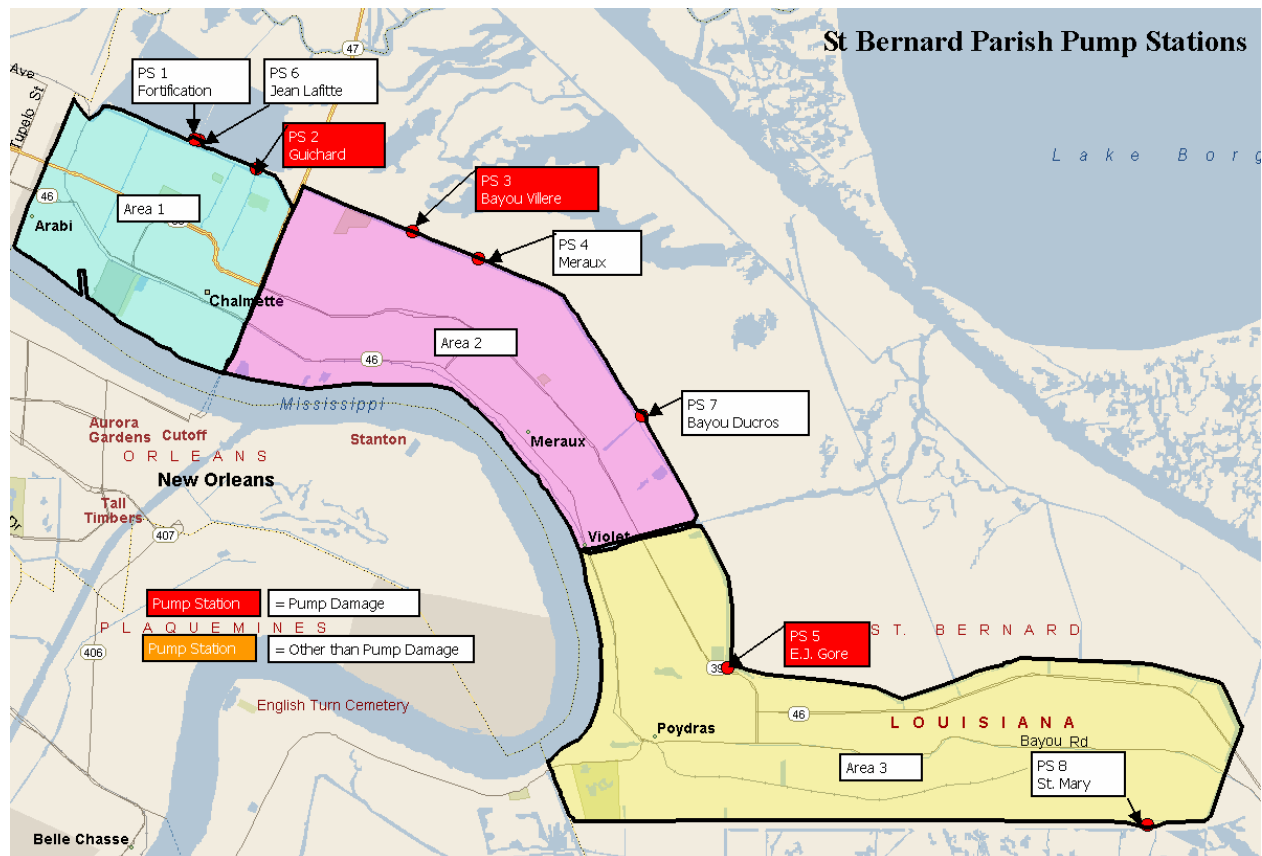 St Bernard Parish Pump Stations
Ave
Tupelo St
47
PS 1
Fortification
PS 6
Jean Lafitte
PS 2
Guichard
PS 3
Bayou Villere
PS 4
Meraux
Lake Borg
Area 1
46
Arabi
Chalmette
Area 2
46
Mississippi
PS 7
Bayou Ducros
Aurora
Gardens
Cutoff
Stanton
Meraux
ORLEANS
New Orleans
Tall
Timbers
Dr
407
Violet
Pump Station
= Pump Damage
PLAQUEMINES
Pump Station
= Other than Pump Damage
406
PS 5
E.J. Gore
ST. BERNARD
39
English Turn Cemetery
46
LOUISIANA
Poydras
Bayou Rd
Area 3
PS 8
St. Mary
Belle Chasse